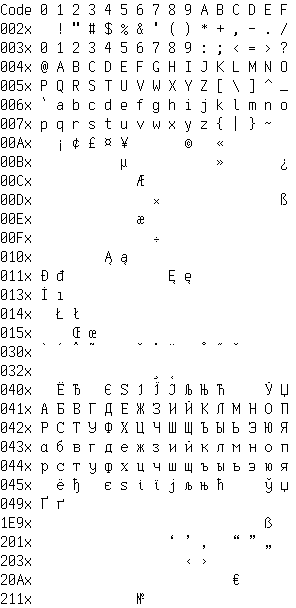 Code 0 1 2 3 4 5 6 7 8 9 A B C D E F
002x ! " # $ % & ' ( ) * + , - . /
003x 0 1 2 3 4 5 6 7 8 9 : ; < = > ?
004x @ A B C D E F G H I J K L M N O
005x P Q R S T U V W X Y Z [ \ ] ^ _
006x ` a b c d e f g h i j k l m n o
007x p q r s t u v w x y z { | } ~
00Ax ¡ ¢ £ ¤ ¥ © «
00Bx µ » ¿
00Cx Æ
00Dx × ß
00Ex æ
00Fx ÷
010x Ą ą
011x Đ đ Ę ę
013x İ ı
014x Ł ł
015x Œ œ
030x ` ´ ˆ ˜ ˘ ˙ ¨ ˚ ˝ ˇ
032x
040x Ё Ђ Є Ѕ І Ї Ј Љ Њ Ћ Ў Џ
041x А Б В Г Д Е Ж З И Й К Л М Н О П
042x Р С Т У Ф Х Ц Ч Ш Щ Ъ Ы Ь Э Ю Я
043x а б в г д е ж з и й к л м н о п
044x р с т у ф х ц ч ш щ ъ ы ь э ю я
045x ё ђ є ѕ і ї ј љ њ ћ ў џ
049x Ґ ґ
1E9x ẞ
201x ‘ ’ ‚ “ ” „
203x ‹ ›
20Ax €
211x №